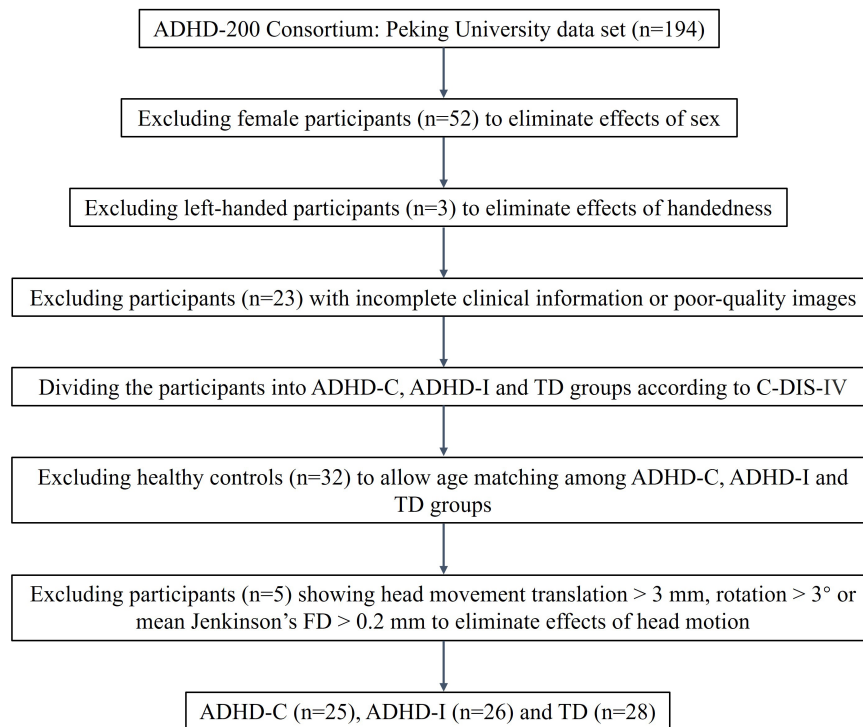 ADHD-200 Consortium: Peking University data set (n=194)
Excluding female participants (n=52) to eliminate effects of sex
Excluding left-handed participants (n=3) to eliminate effects of handedness
Excluding participants (n=23) with incomplete clinical information or poor-quality images
Dividing the participants into ADHD-C, ADHD-I and TD groups according to C-DIS-IV
Excluding healthy controls (n=32) to allow age matching among ADHD-C, ADHD-I and
TD groups
Excluding participants (n=5) showing head movement translation > 3 mm, rotation > 3° or
mean Jenkinson’s FD > 0.2 mm to eliminate effects of head motion
ADHD-C (n=25), ADHD-I (n=26) and TD (n=28)